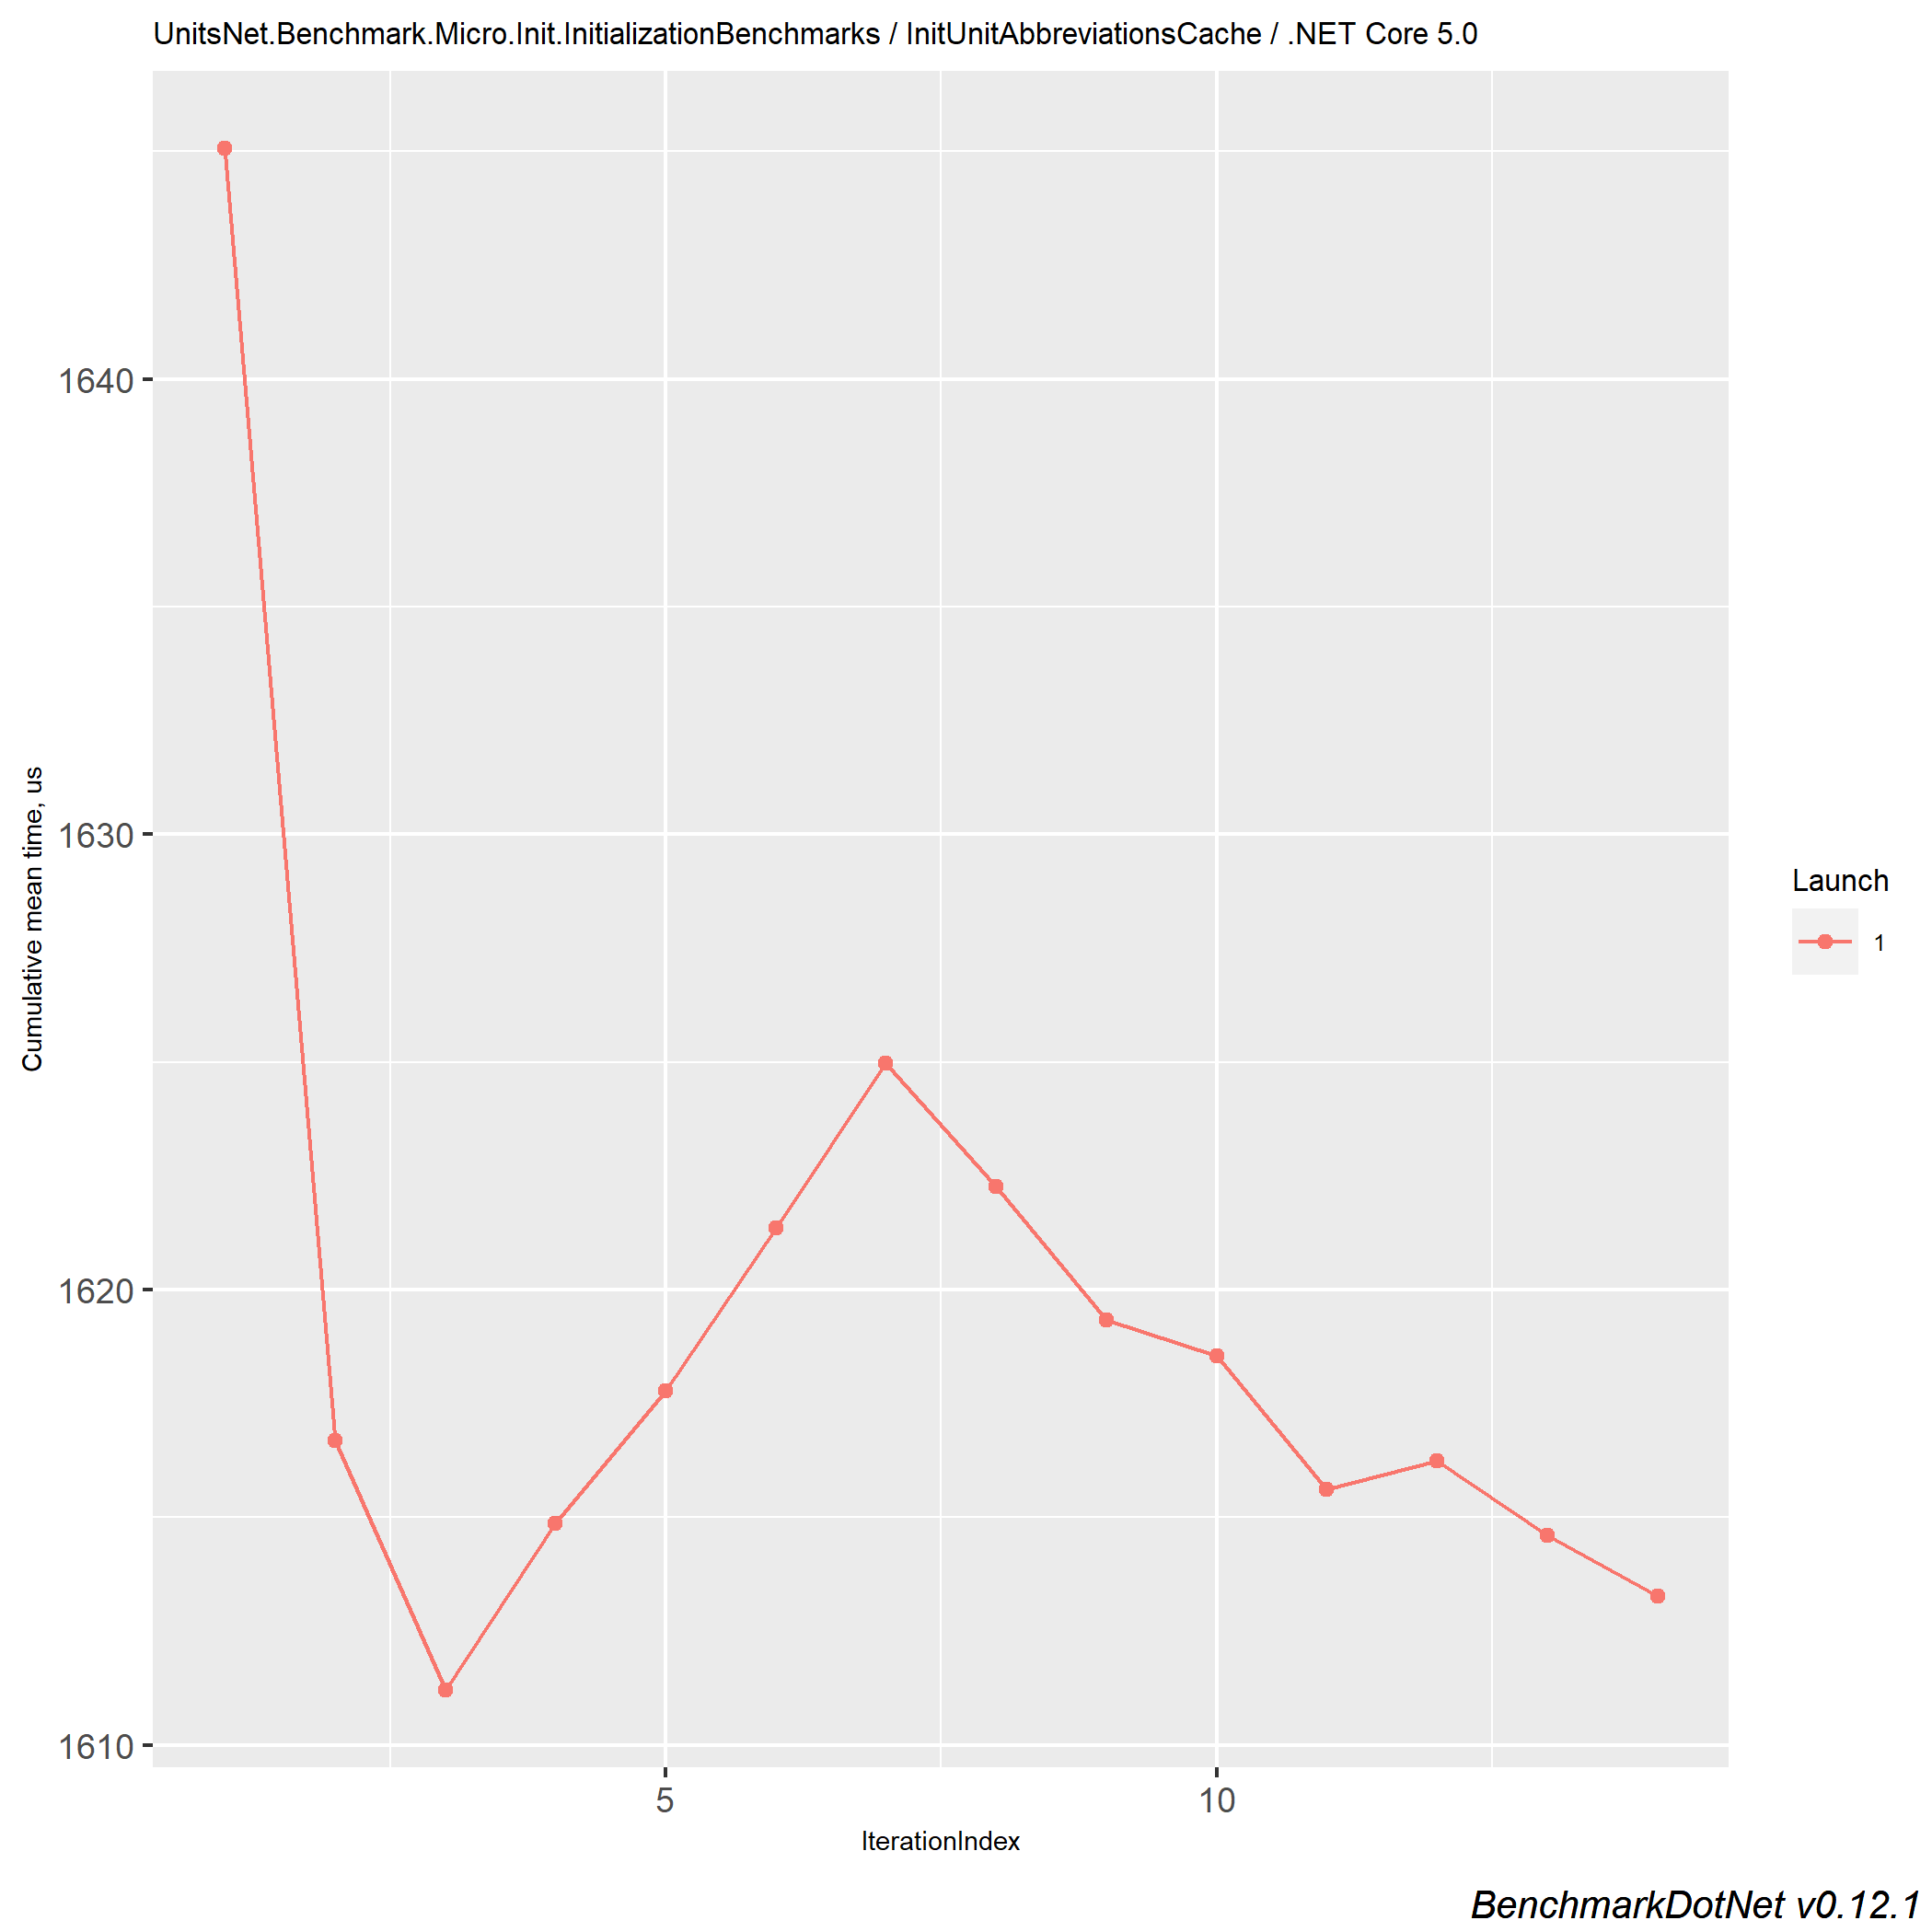 UnitsNet.Benchmark.Micro.Init.InitializationBenchmarks / InitUnitAbbreviationsCache / .NET Core 5.0
Cumulative mean time, us
1640
1630
1620
1610
5
10
IterationIndex
Launch
1
BenchmarkDotNet v0.12.1